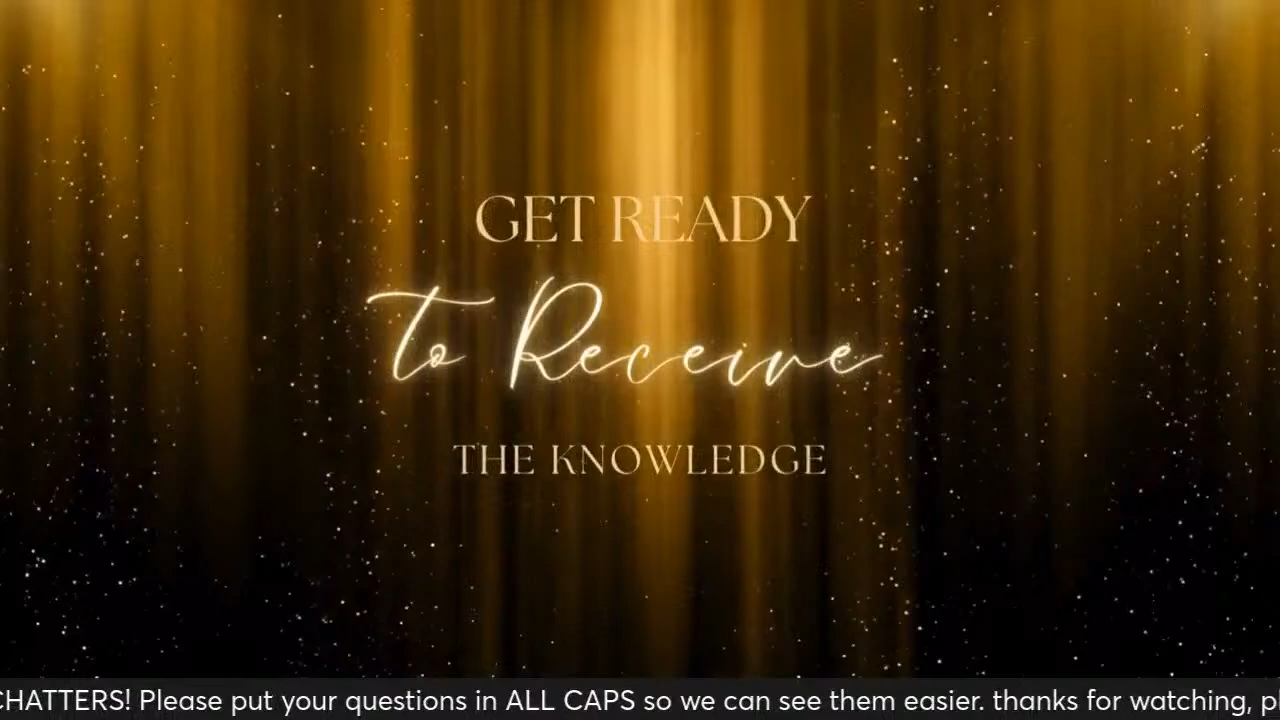 GET READY
to Receive
THE KNOWLEDGE
CHATTERS! Please put your questions in ALL CAPS so we can see them easier. thanks for watching,